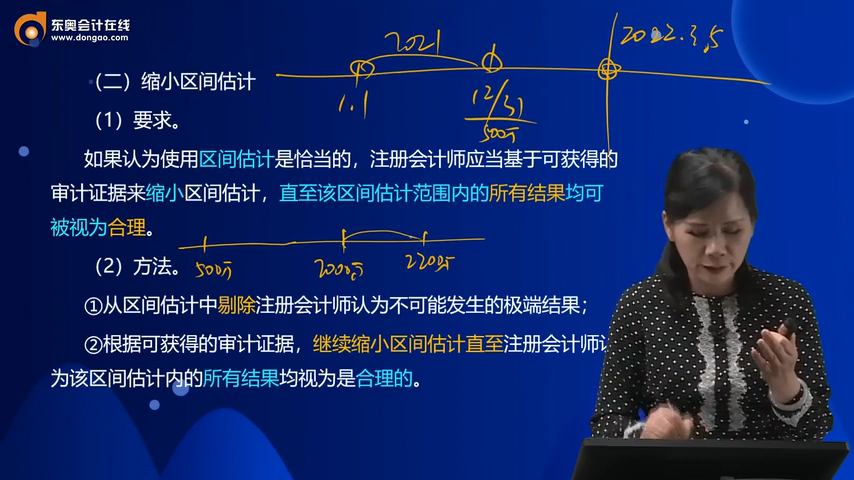 东奥会计在线
www.dongao.com
2021
2022.3.5
1.1
12/31
500万
（二）缩小区间估计
（1）要求。
如果认为使用区间估计是恰当的，注册会计师应当基于可获得的
审计证据来缩小区间估计，直至该区间估计范围内的所有结果均可
被视为合理。
500万
2000万
2200万
（2）方法。
①从区间估计中剔除注册会计师认为不可能发生的极端结果；
②根据可获得的审计证据，继续缩小区间估计直至注册会计师
为该区间估计内的所有结果均视为是合理的。